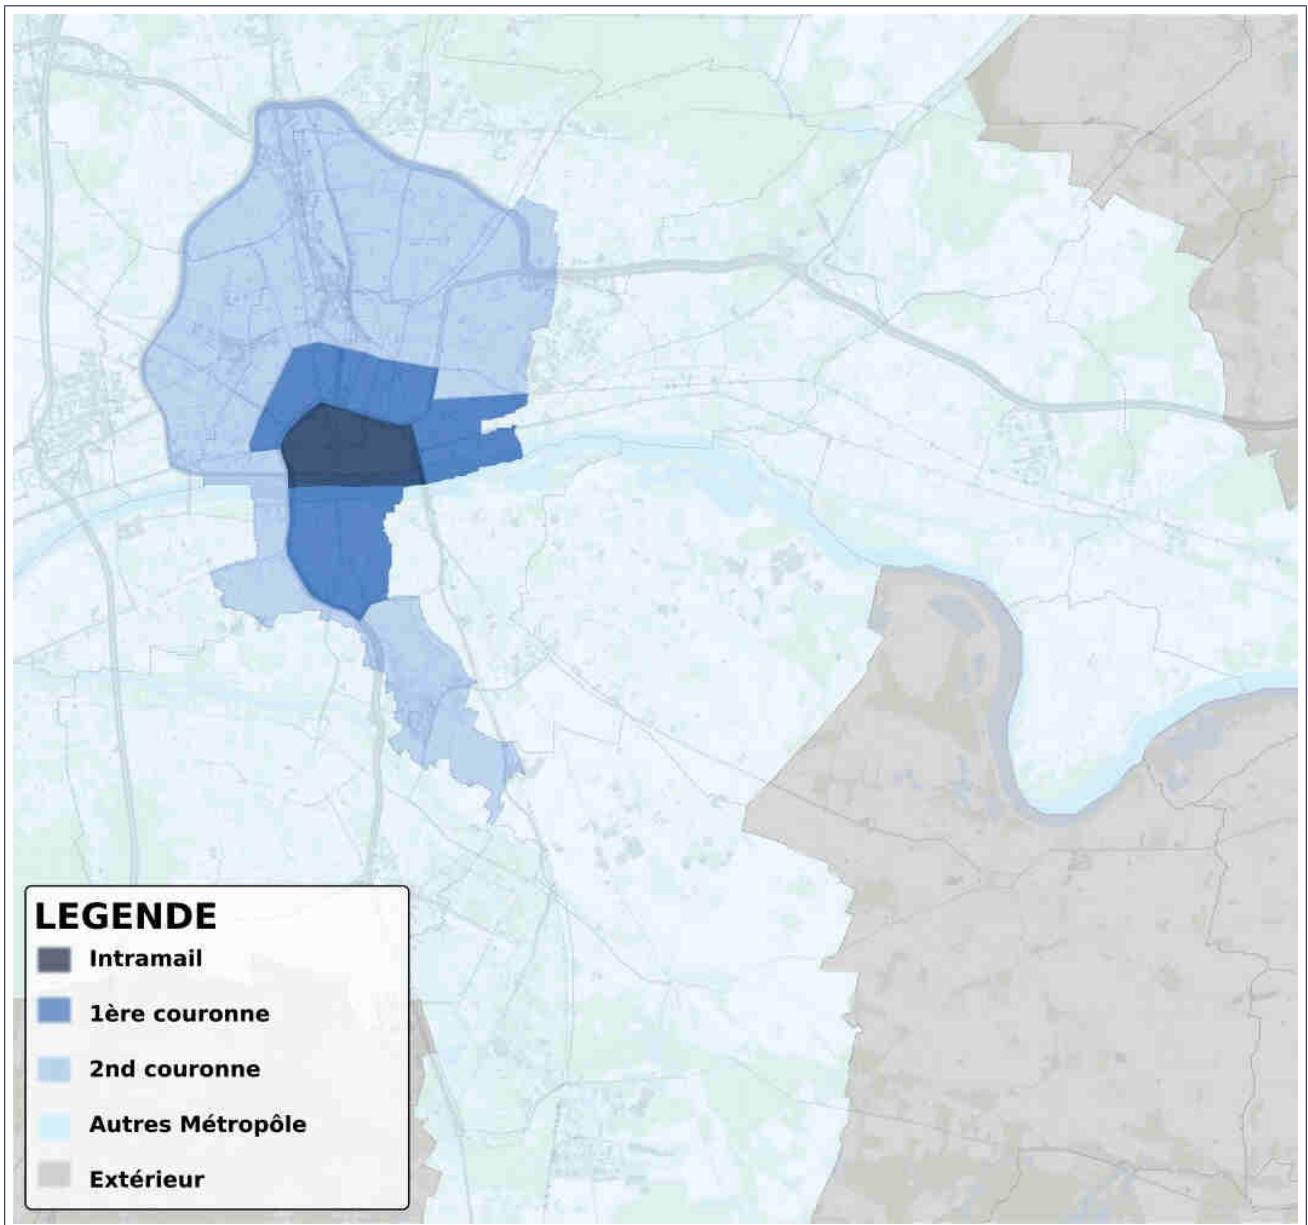 LEGENDE
Intramail
1ère couronne
2nd couronne
Autres Métropôle
Extérieur